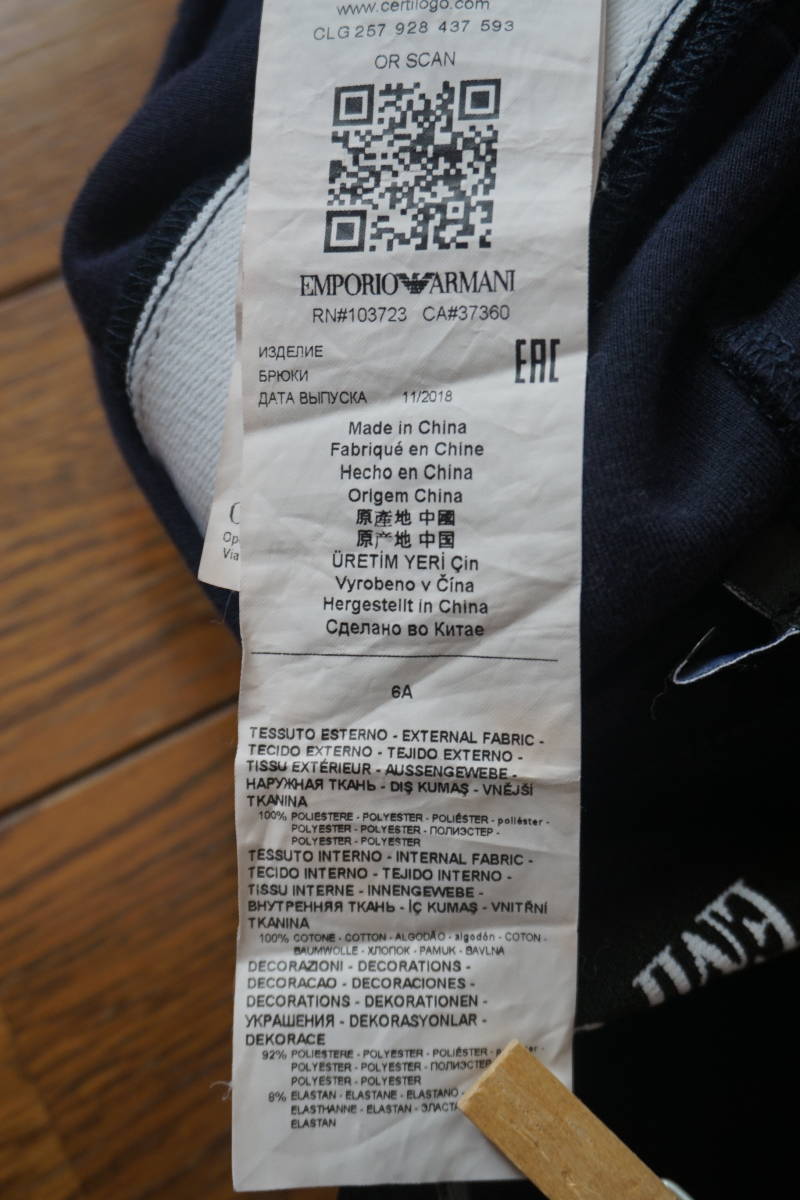 www.certilogo.com
CLG 257 928 437 593
OR SCAN
EMPORIO ARMANI
RN#103723 CA#37360
ИЗДЕЛИЕ
EAC
БРЮКИ
ДАТА ВЫПУСКА 11/2018
Made in China
Fabriqué en Chine
Hecho en China
Origem China
原產地 中國
原产地 中国
ÜRETİM YERİ Çin
Vyrobeno v Čína
Hergestellt in China
Сделано во Китае
6A
TESSUTO ESTERNO - EXTERNAL FABRIC -
TECIDO EXTERNO - TEJIDO EXTERNO -
TISSU EXTÉRIEUR - AUSSENGEWEBE -
НАРУЖНАЯ ТКАНЬ - DIŞ KUMAŞ - VNĚJŠÍ
TKANINA
100% POLIESTERE - POLYESTER - POLIÉSTER - poliéster -
POLYESTER - POLYESTER - ПОЛИЭСТЕР -
POLYESTER - POLYESTER
TESSUTO INTERNO - INTERNAL FABRIC -
TECIDO INTERNO - TEJIDO INTERNO -
TISSU INTERNE - INNENGEWEBE -
ВНУТРЕННЯЯ ТКАНЬ - İÇ KUMAŞ - VNITŘNÍ
TKANINA
100% COTONE - COTTON - ALGODÃO - algodón - COTON -
BAUMWOLLE - ХЛОПОК - PAMUK - BAVLNA
DECORAZIONI - DECORATIONS -
DECORACAO - DECORACIONES -
DECORATIONS - DEKORATIONEN -
УКРАШЕНИЯ - DEKORASYONLAR -
DEKORACE
92% POLIESTERE - POLYESTER - POLIÉSTER -
POLYESTER - POLYESTER - ПОЛИЭСТЕР
POLYESTER - POLYESTER
8% ELASTAN - ELASTANE - ELASTANO -
ELASTHANNE - ELASTAN -
ELASTAN
Via